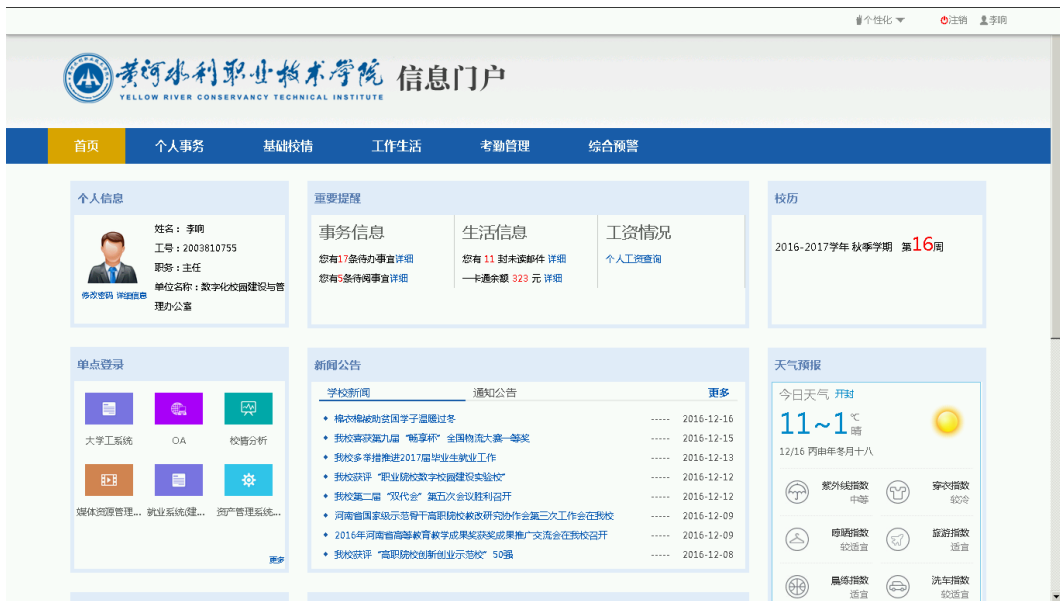 个性化 注销 李晌
黄河水利职业技术学院 信息门户
YELLOW RIVER CONSERVANCY TECHNICAL INSTITUTE
首页 个人事务 基础校情 工作生活 考勤管理 综合预警
个人信息
姓名：李晌
工号：2003810755
职务：主任
单位名称：数字化校园建设与管
理办公室
修改密码 详细信息
重要提醒
事务信息
您有17条待办事宜详细
您有5条待阅事宜详细
生活信息
您有 11 封未读邮件 详细
一卡通余额 323 元 详细
工资情况
个人工资查询
校历
2016-2017学年 秋季学期 第16周
单点登录
大学工系统 OA 校情分析
媒体资源管理... 就业系统(建... 资产管理系统...
更多
新闻公告
学校新闻 通知公告 更多
棉衣棉被助贫困学子温暖过冬 ----- 2016-12-16
我校喜获第九届“畅享杯”全国物流大赛一等奖 ----- 2016-12-15
我校多举措推进2017届毕业生就业工作 ----- 2016-12-13
我校获评“职业院校数字校园建设实验校” ----- 2016-12-12
我校第二届“双代会”第五次会议胜利召开 ----- 2016-12-12
河南省国家级示范骨干高职院校教改研究协作会第三次工作会在我校 ----- 2016-12-09
2016年河南省高等教育教学成果奖获奖成果推广交流会在我校召开 ----- 2016-12-09
我校获评“高职院校创新创业示范校”50强 ----- 2016-12-08
天气预报
今日天气 开封
11~1℃
晴
12/16 丙申年冬月十八
紫外线指数 穿衣指数
中等 较冷
晾晒指数 旅游指数
较适宜 适宜
晨练指数 洗车指数
适宜 较适宜